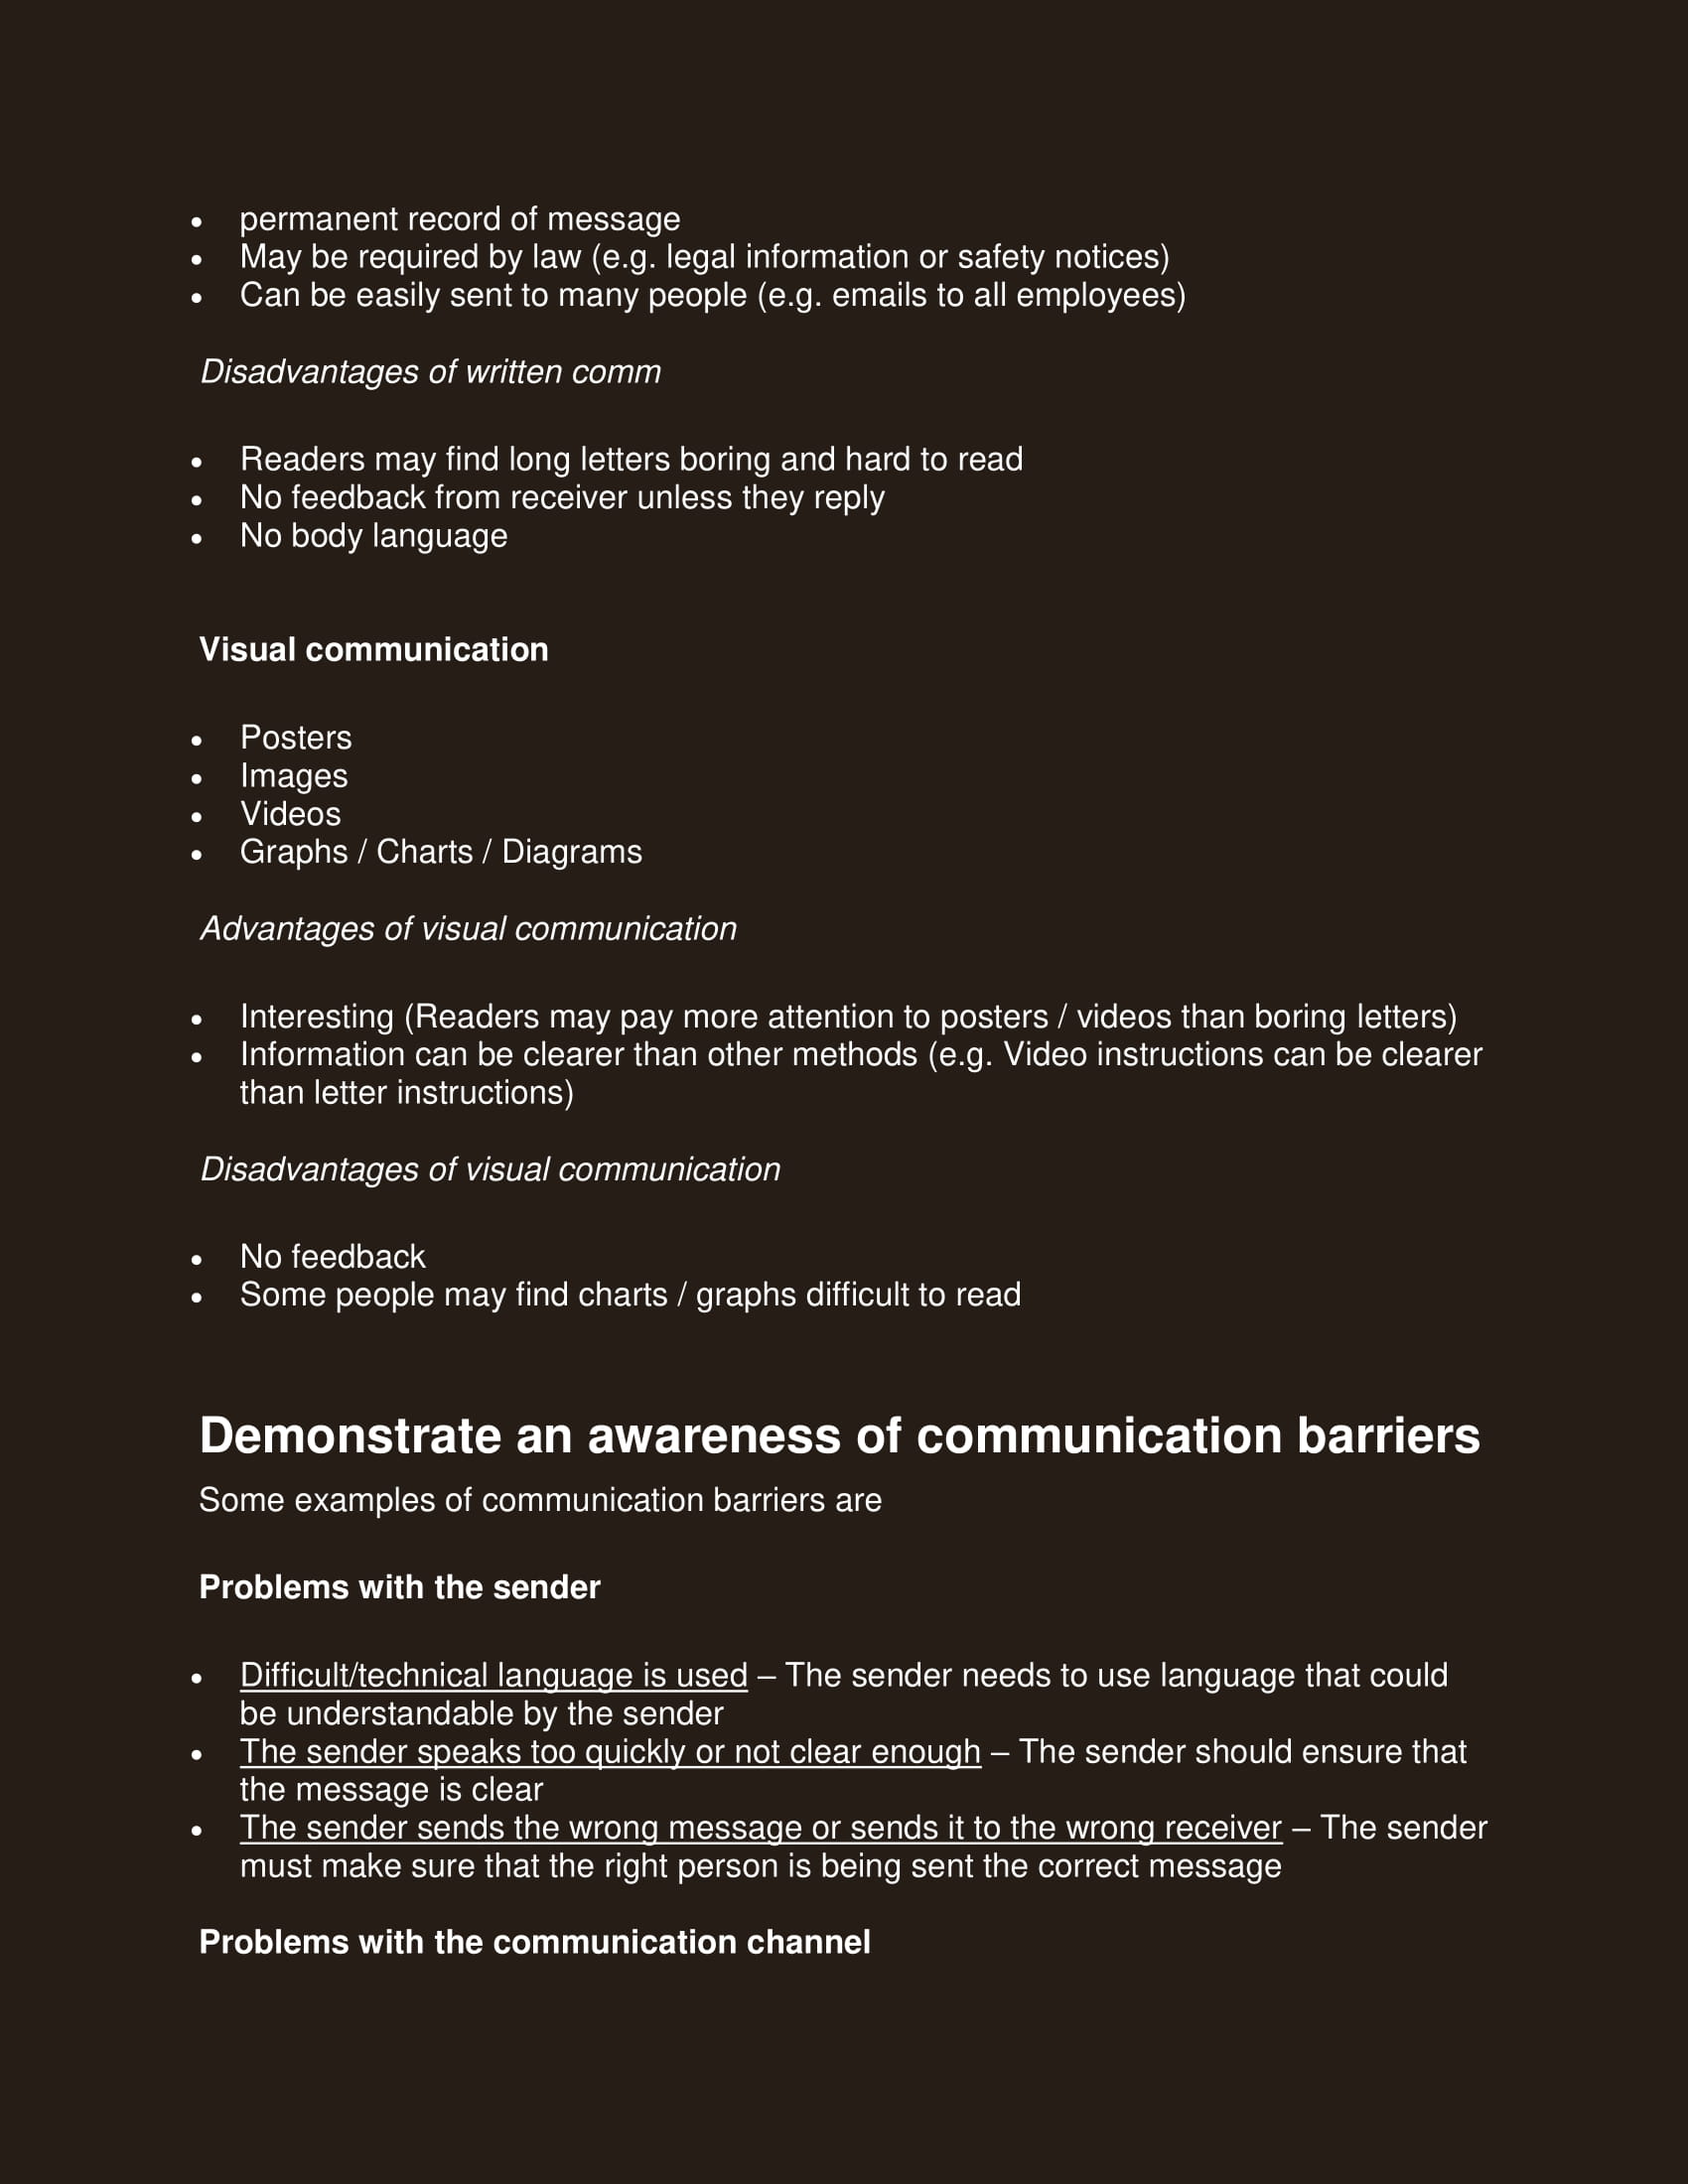 • permanent record of message
• May be required by law (e.g. legal information or safety notices)
• Can be easily sent to many people (e.g. emails to all employees)
Disadvantages of written comm
• Readers may find long letters boring and hard to read
• No feedback from receiver unless they reply
• No body language
Visual communication
• Posters
• Images
• Videos
• Graphs / Charts / Diagrams
Advantages of visual communication
• Interesting (Readers may pay more attention to posters / videos than boring letters)
• Information can be clearer than other methods (e.g. Video instructions can be clearer
than letter instructions)
Disadvantages of visual communication
• No feedback
• Some people may find charts / graphs difficult to read
Demonstrate an awareness of communication barriers
Some examples of communication barriers are
Problems with the sender
• Difficult/technical language is used – The sender needs to use language that could
be understandable by the sender
• The sender speaks too quickly or not clear enough – The sender should ensure that
the message is clear
• The sender sends the wrong message or sends it to the wrong receiver – The sender
must make sure that the right person is being sent the correct message
Problems with the communication channel